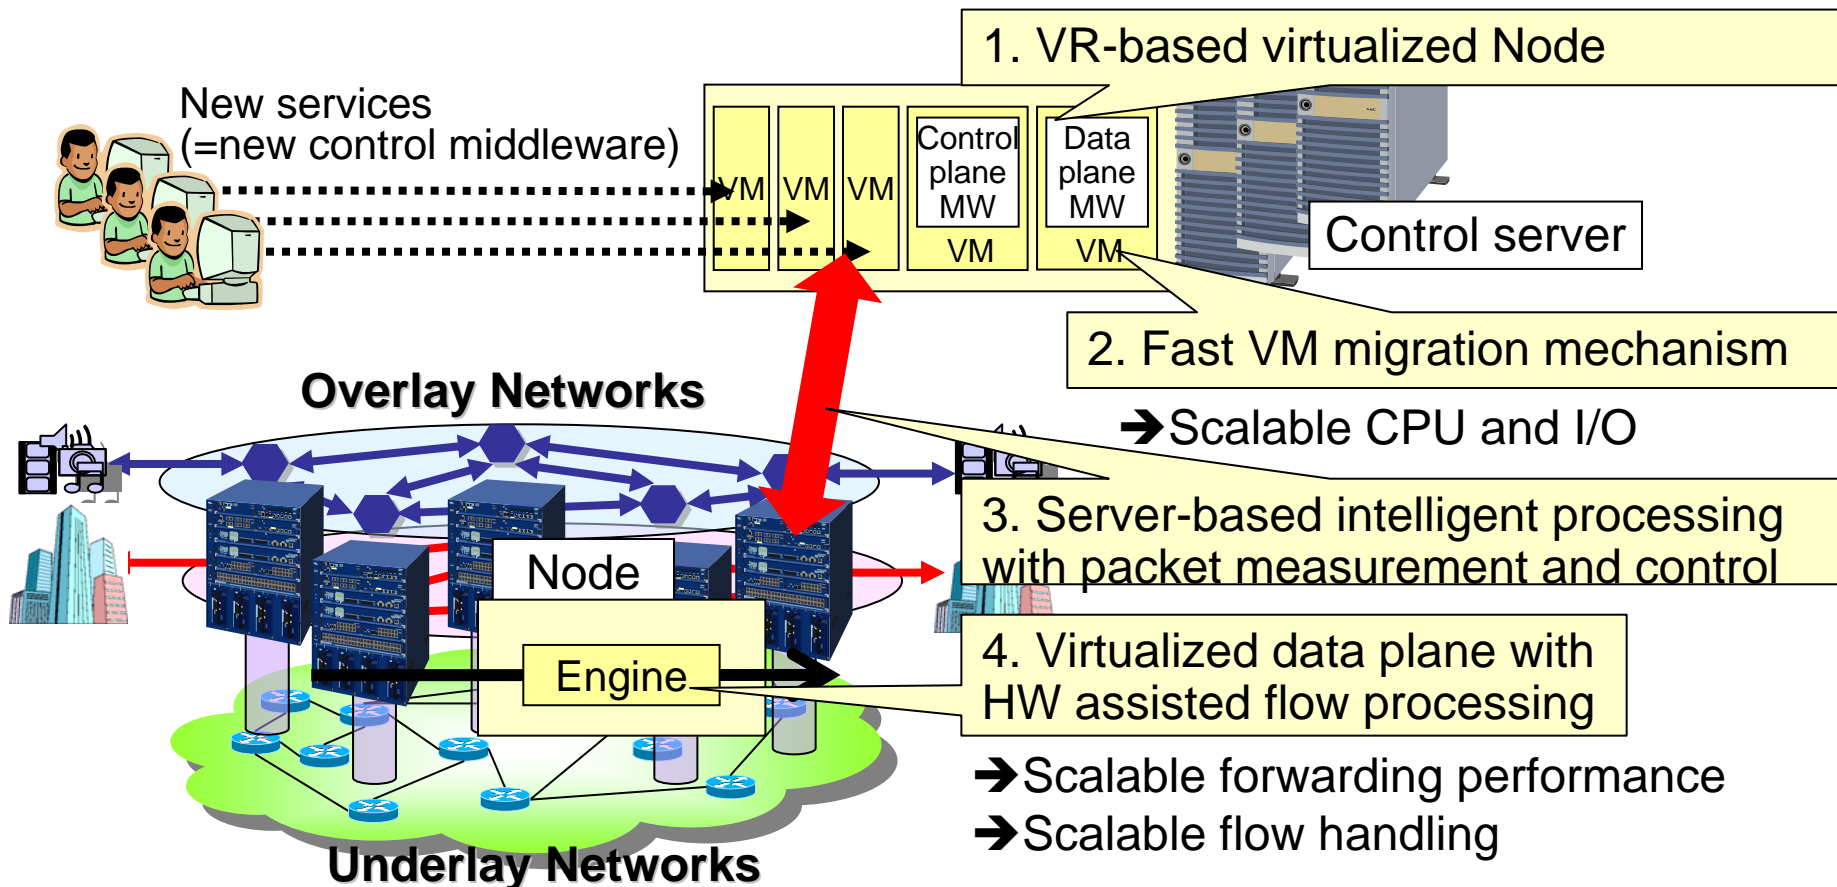 1. VR-based virtualized Node
New services
(=new control middleware)
VM
VM
VM
Control
plane
MW
VM
Data
plane
MW
VM
Control server
2. Fast VM migration mechanism
➔Scalable CPU and I/O
Overlay Networks
3. Server-based intelligent processing
with packet measurement and control
Node
Engine
4. Virtualized data plane with
HW assisted flow processing
➔Scalable forwarding performance
➔Scalable flow handling
Underlay Networks